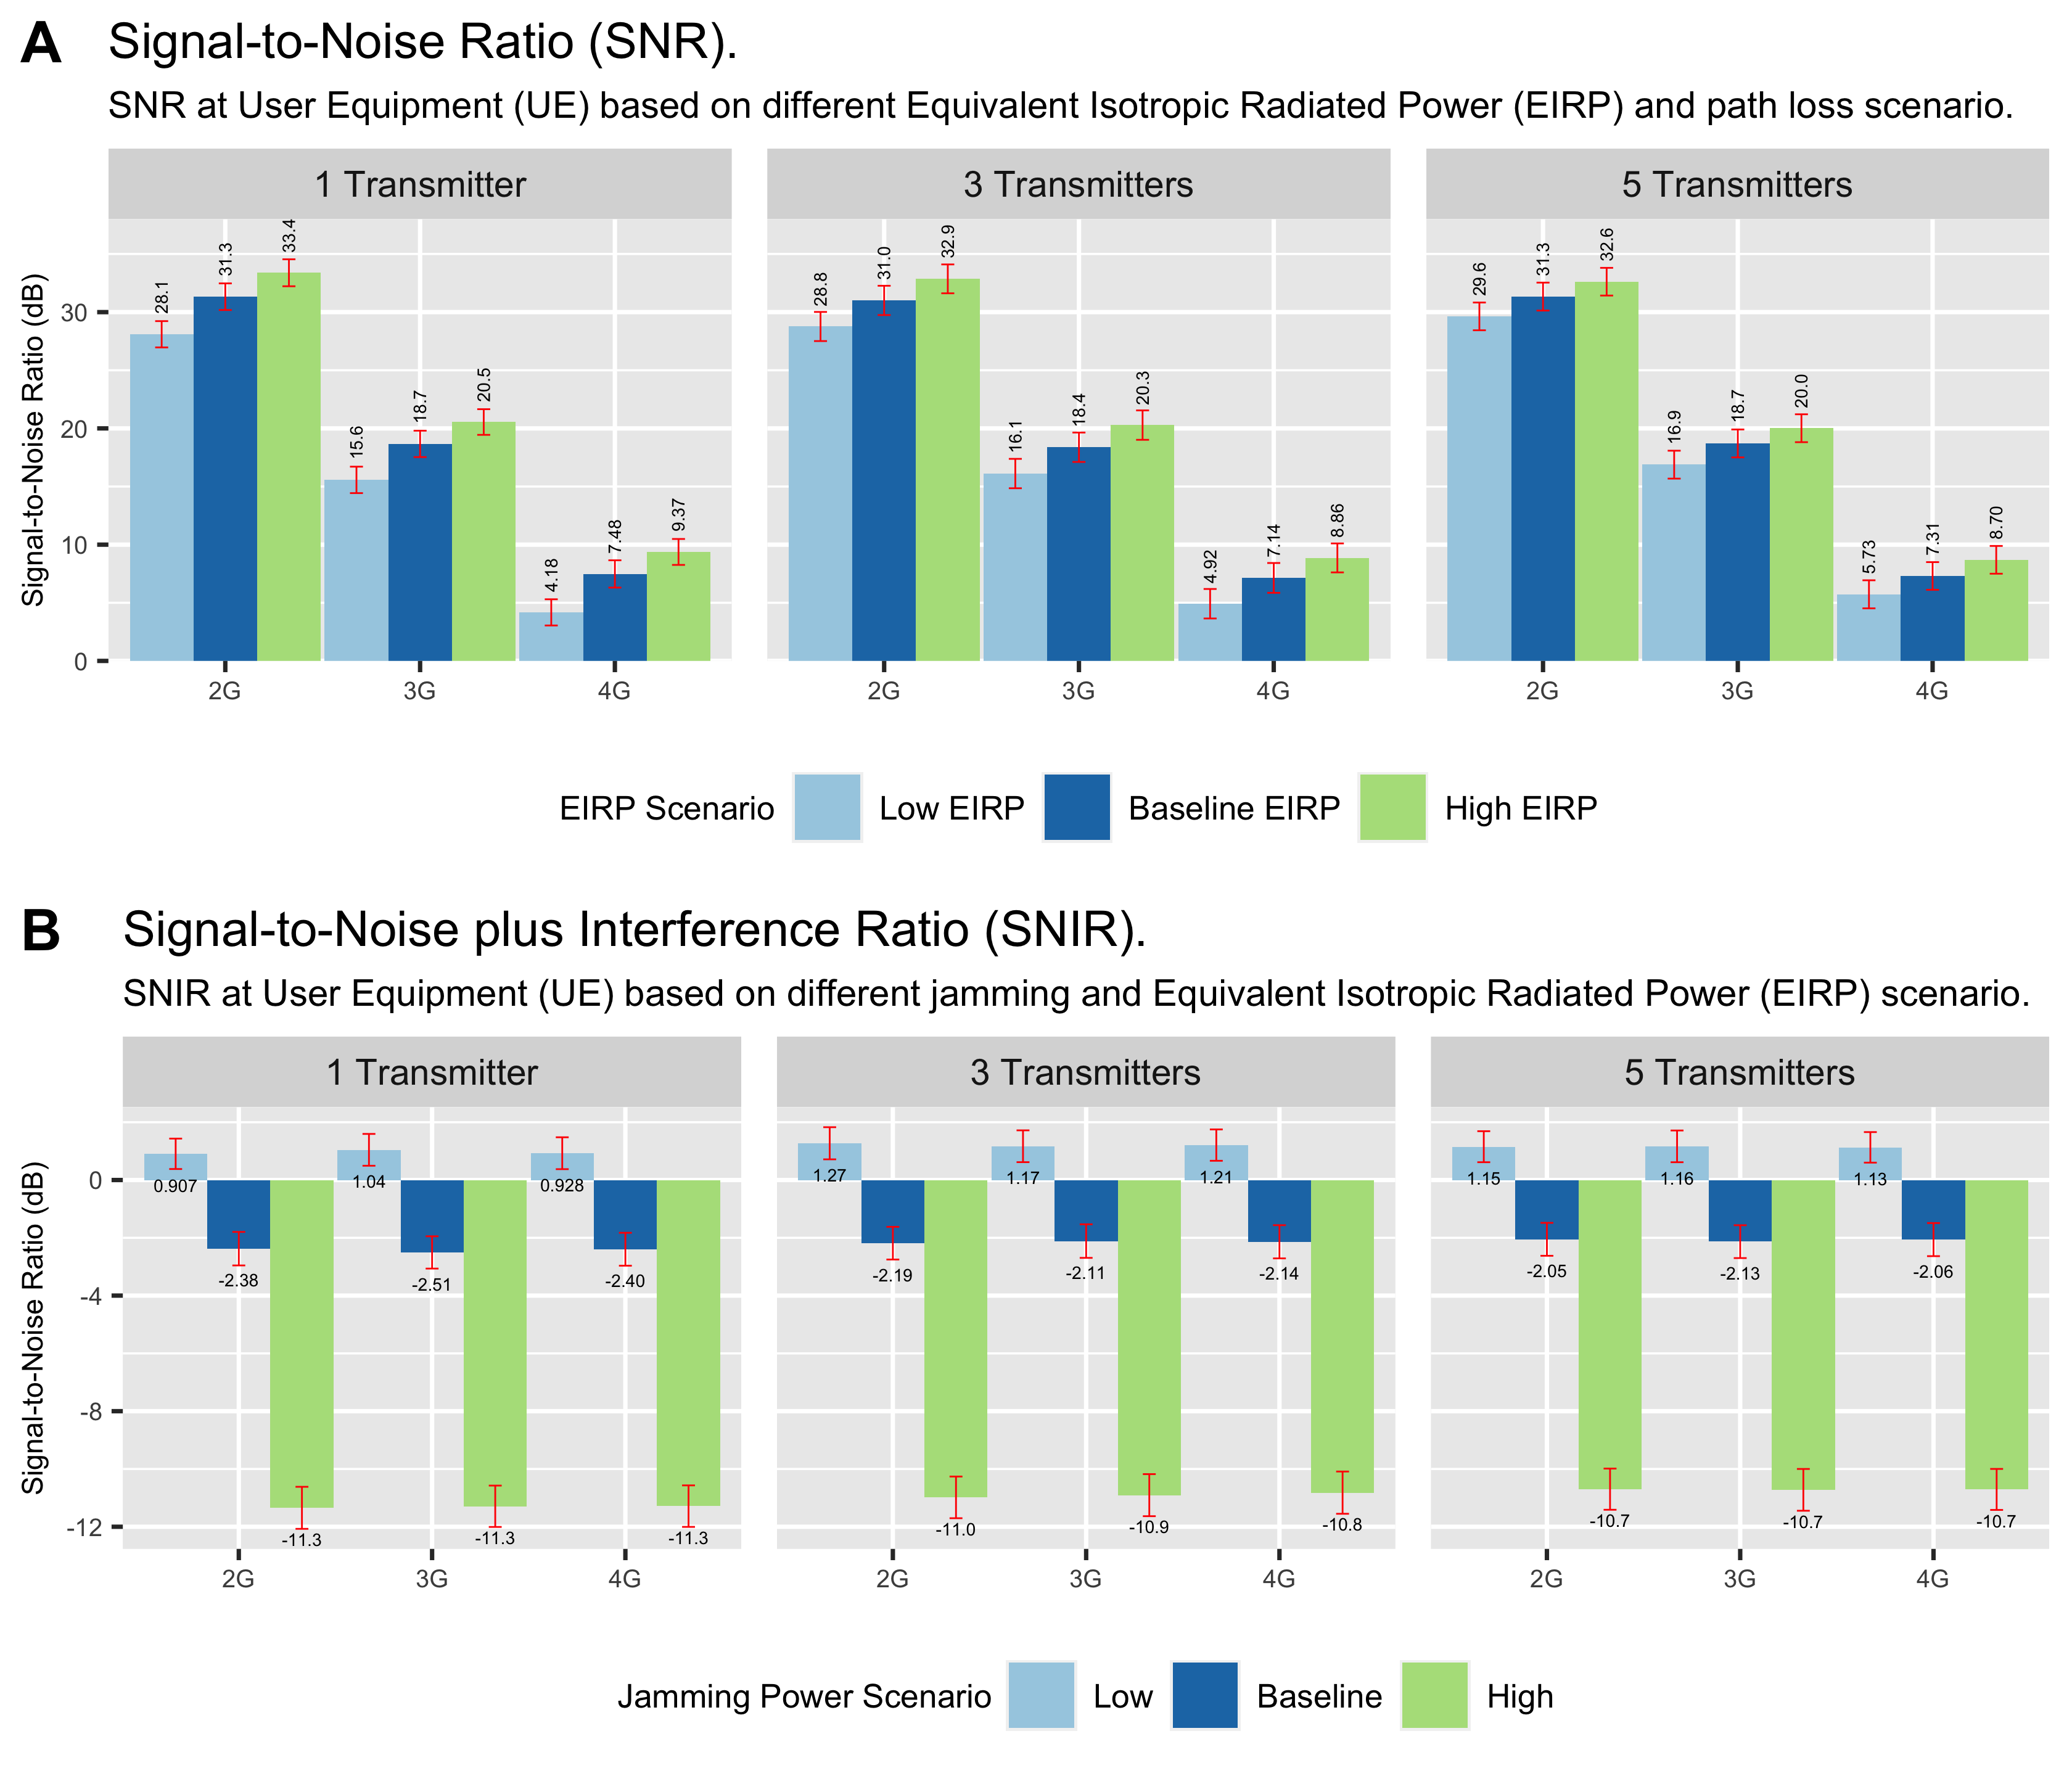 A Signal-to-Noise Ratio (SNR).
SNR at User Equipment (UE) based on different Equivalent Isotropic Radiated Power (EIRP) and path loss scenario.
1 Transmitter 3 Transmitters 5 Transmitters
Signal-to-Noise Ratio (dB)
30
20
10
0
28.1 31.3 33.4 15.6 18.7 20.5 4.18 7.48 9.37
28.8 31.0 32.9 16.1 18.4 20.3 4.92 7.14 8.86
29.6 31.3 32.6 16.9 18.7 20.0 5.73 7.31 8.70
2G 3G 4G 2G 3G 4G 2G 3G 4G
EIRP Scenario Low EIRP Baseline EIRP High EIRP
B Signal-to-Noise plus Interference Ratio (SNIR).
SNIR at User Equipment (UE) based on different jamming and Equivalent Isotropic Radiated Power (EIRP) scenario.
1 Transmitter 3 Transmitters 5 Transmitters
Signal-to-Noise Ratio (dB)
0
-4
-8
-12
0.907 -2.38 -11.3 1.04 -2.51 -11.3 0.928 -2.40 -11.3
1.27 -2.19 -11.0 1.17 -2.11 -10.9 1.21 -2.14 -10.8
1.15 -2.05 -10.7 1.16 -2.13 -10.7 1.13 -2.06 -10.7
2G 3G 4G 2G 3G 4G 2G 3G 4G
Jamming Power Scenario Low Baseline High